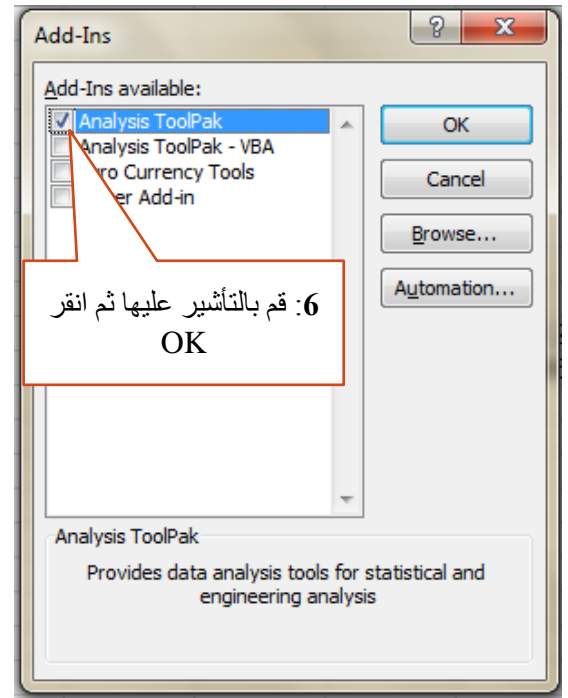 Add-Ins
Add-Ins available:
Analysis ToolPak
Analysis ToolPak - VBA
Currency Tools
Add-in
OK
Cancel
Browse...
Automation...
6: قم بالتأشير عليها ثم انقر
OK
Analysis ToolPak
Provides data analysis tools for statistical and
engineering analysis